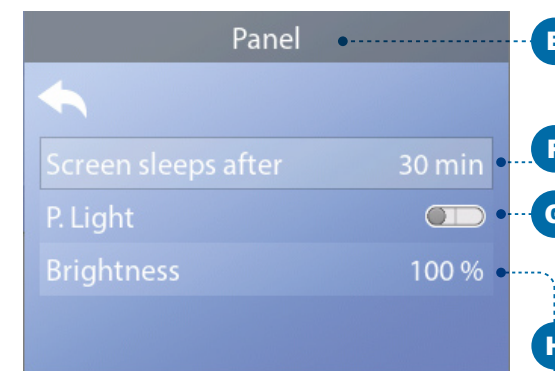 Panel
E
Screen sleeps after 30 min
F
P. Light
G
Brightness 100 %
H